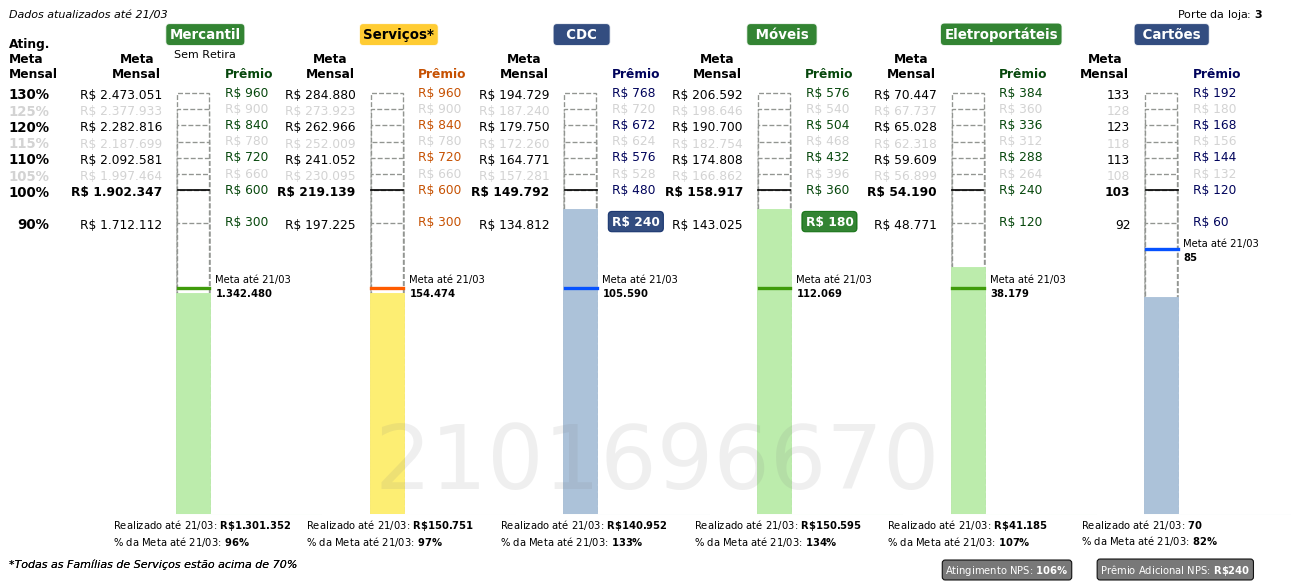 Dados atualizados até 21/03 Porte da loja: 3
Mercantil Serviços* CDC Móveis Eletroportáteis Cartões
Sem Retira
Ating. Meta Mensal Meta Mensal Prêmio Meta Mensal Prêmio Meta Mensal Prêmio Meta Mensal Prêmio Meta Mensal Prêmio Meta Mensal Prêmio
130% R$ 2.473.051 R$ 960 R$ 284.880 R$ 960 R$ 194.729 R$ 768 R$ 206.592 R$ 576 R$ 70.447 R$ 384 133 R$ 192
125% R$ 2.377.933 R$ 900 R$ 273.923 R$ 900 R$ 187.240 R$ 720 R$ 198.646 R$ 540 R$ 67.737 R$ 360 128 R$ 180
120% R$ 2.282.816 R$ 840 R$ 262.966 R$ 840 R$ 179.750 R$ 672 R$ 190.700 R$ 504 R$ 65.028 R$ 336 123 R$ 168
115% R$ 2.187.699 R$ 780 R$ 252.009 R$ 780 R$ 172.260 R$ 624 R$ 182.754 R$ 468 R$ 62.318 R$ 312 118 R$ 156
110% R$ 2.092.581 R$ 720 R$ 241.052 R$ 720 R$ 164.771 R$ 576 R$ 174.808 R$ 432 R$ 59.609 R$ 288 113 R$ 144
105% R$ 1.997.464 R$ 660 R$ 230.095 R$ 660 R$ 157.281 R$ 528 R$ 166.862 R$ 396 R$ 56.899 R$ 264 108 R$ 132
100% R$ 1.902.347 R$ 600 R$ 219.139 R$ 600 R$ 149.792 R$ 480 R$ 158.917 R$ 360 R$ 54.190 R$ 240 103 R$ 120
90% R$ 1.712.112 R$ 300 R$ 197.225 R$ 300 R$ 134.812 R$ 240 R$ 143.025 R$ 180 R$ 48.771 R$ 120 92 R$ 60
Meta até 21/03
85
Meta até 21/03 Meta até 21/03 Meta até 21/03 Meta até 21/03 Meta até 21/03
1.342.480 154.474 105.590 112.069 38.179
2101696670
Realizado até 21/03: R$1.301.352 Realizado até 21/03: R$150.751 Realizado até 21/03: R$140.952 Realizado até 21/03: R$150.595 Realizado até 21/03: R$41.185 Realizado até 21/03: 70
% da Meta até 21/03: 96% % da Meta até 21/03: 97% % da Meta até 21/03: 133% % da Meta até 21/03: 134% % da Meta até 21/03: 107% % da Meta até 21/03: 82%
*Todas as Famílias de Serviços estão acima de 70% Atingimento NPS: 106% Prêmio Adicional NPS: R$240